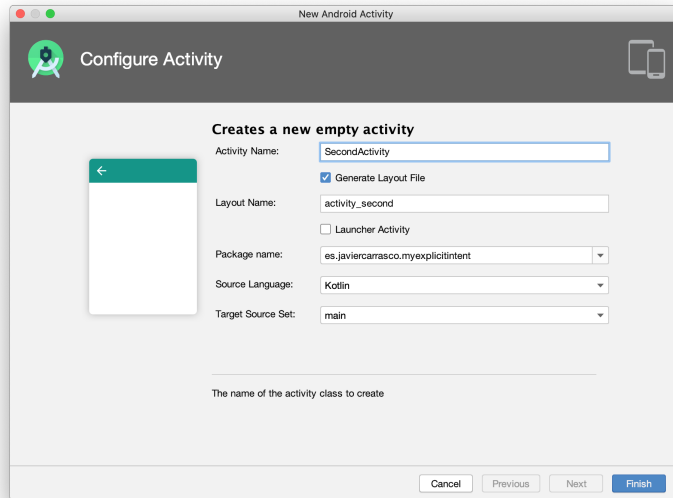 New Android Activity
Configure Activity
Creates a new empty activity
Activity Name: SecondActivity
Generate Layout File
Layout Name: activity_second
Launcher Activity
Package name: es.javiercarrasco.myexplicitintent
Source Language: Kotlin
Target Source Set: main
The name of the activity class to create
Cancel Previous Next Finish